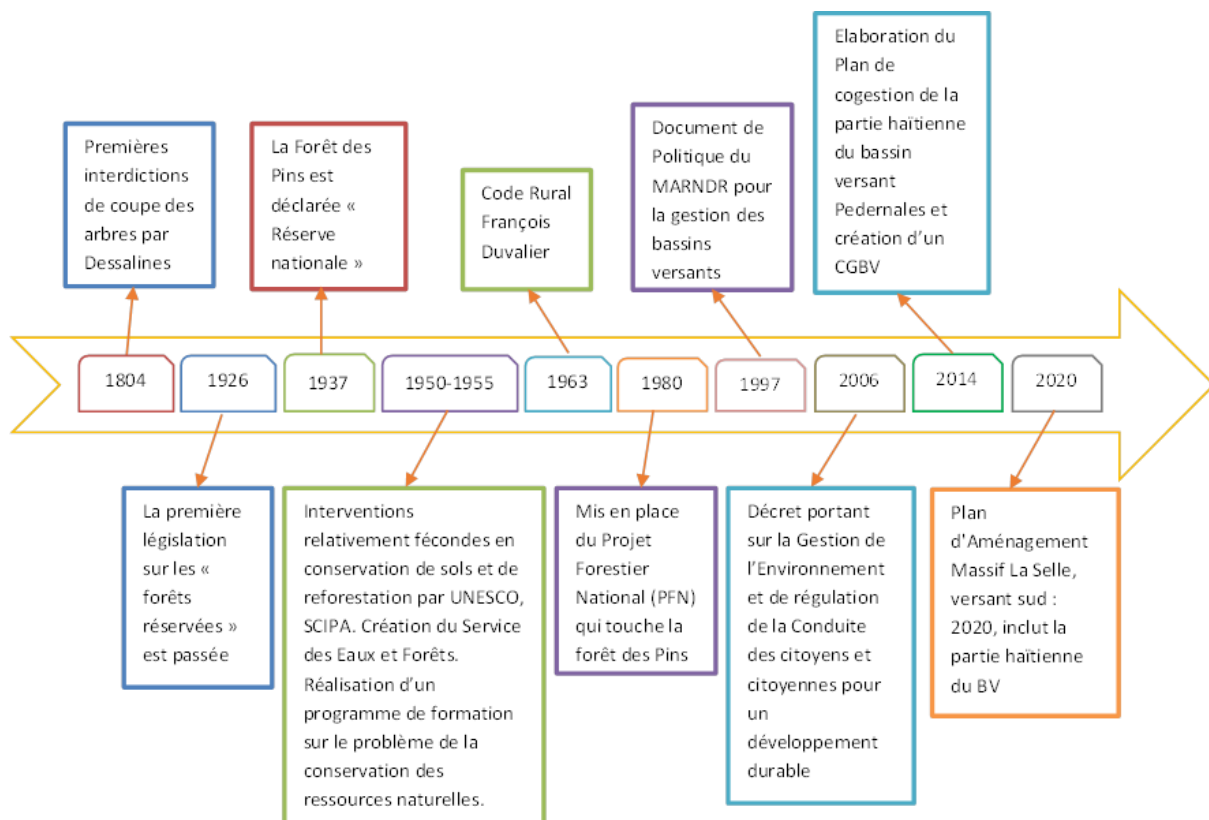 Premières
interdictions
de coupe des
arbres par
Dessalines
La Forêt des
Pins est
déclarée «
Réserve
nationale »
Code Rural
François
Duvalier
Document de
Politique du
MARNDR pour
la gestion des
bassins
versants
Elaboration du
Plan de
cogestion de la
partie haïtienne
du bassin
versant
Pedernales et
création d'un
CGBV
1804
1926
1937
1950-1955
1963
1980
1997
2006
2014
2020
La première
législation
sur les «
forêts
réservées »
est passée
Interventions
relativement fécondes en
conservation de sols et de
reforestation par UNESCO,
SCIPA. Création du Service
des Eaux et Forêts.
Réalisation d'un
programme de formation
sur le problème de la
conservation des
ressources naturelles.
Mis en place
du Projet
Forestier
National (PFN)
qui touche la
forêt des Pins
Décret portant
sur la Gestion de
l'Environnement
et de régulation
de la Conduite
des citoyens et
citoyennes pour
un
développement
durable
Plan
d'Aménagement
Massif La Selle,
versant sud :
2020, inclut la
partie haïtienne
du BV